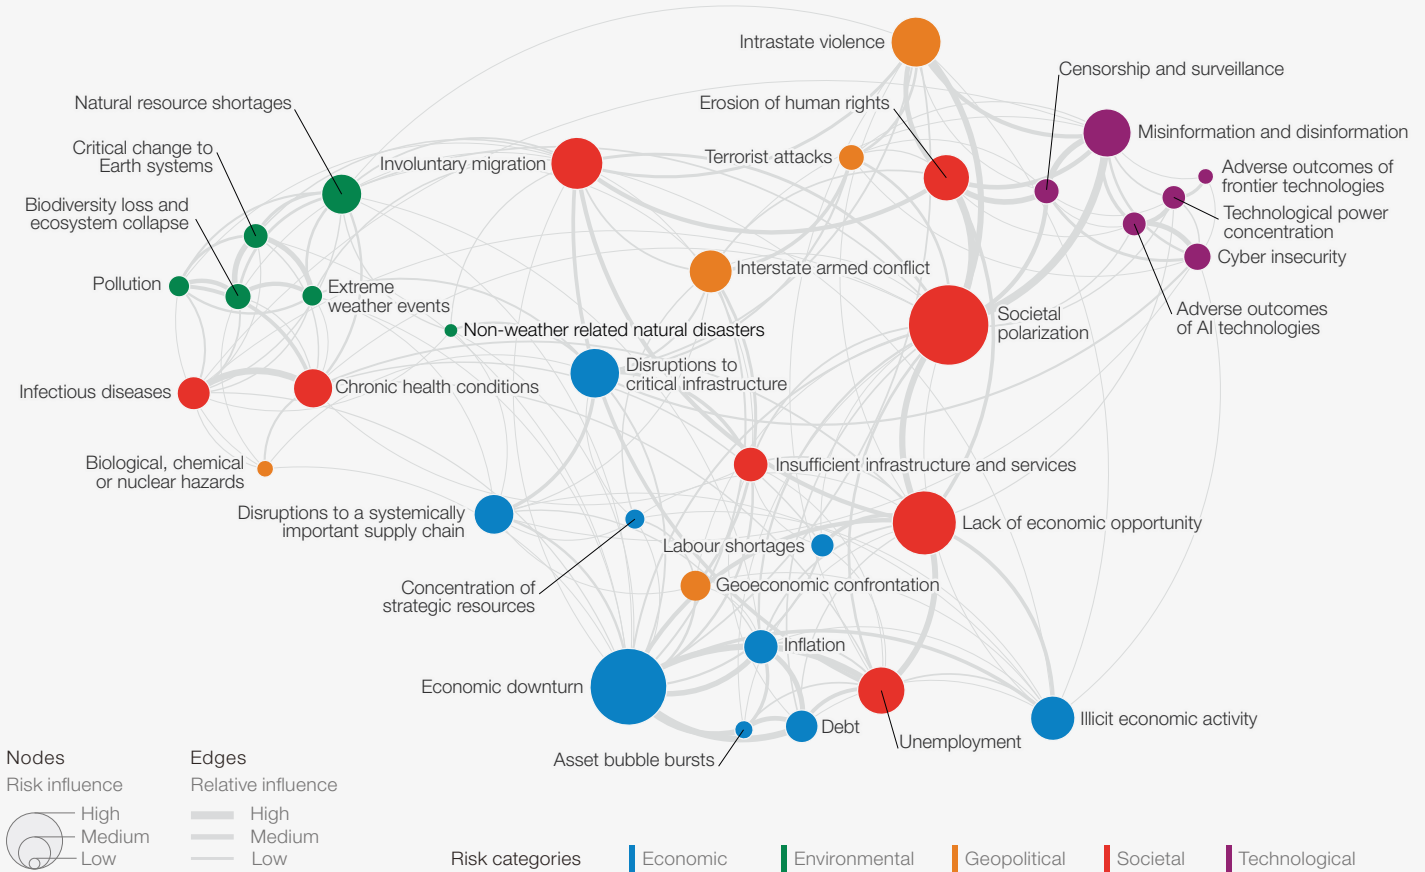 Intrastate violence
Censorship and surveillance
Natural resource shortages
Erosion of human rights
Misinformation and disinformation
Critical change to
Earth systems
Involuntary migration
Terrorist attacks
Adverse outcomes of
frontier technologies
Biodiversity loss and
ecosystem collapse
Technological power
concentration
Cyber insecurity
Interstate armed conflict
Pollution
Extreme
weather events
Adverse outcomes
of AI technologies
Societal
polarization
Non-weather related natural disasters
Disruptions to
critical infrastructure
Infectious diseases
Chronic health conditions
Biological, chemical
or nuclear hazards
Insufficient infrastructure and services
Disruptions to a systemically
important supply chain
Lack of economic opportunity
Labour shortages
Concentration of
strategic resources
Geoeconomic confrontation
Inflation
Economic downturn
Illicit economic activity
Debt
Unemployment
Asset bubble bursts
Nodes
Risk influence
High
Medium
Low
Edges
Relative influence
High
Medium
Low
Risk categories
Economic
Environmental
Geopolitical
Societal
Technological